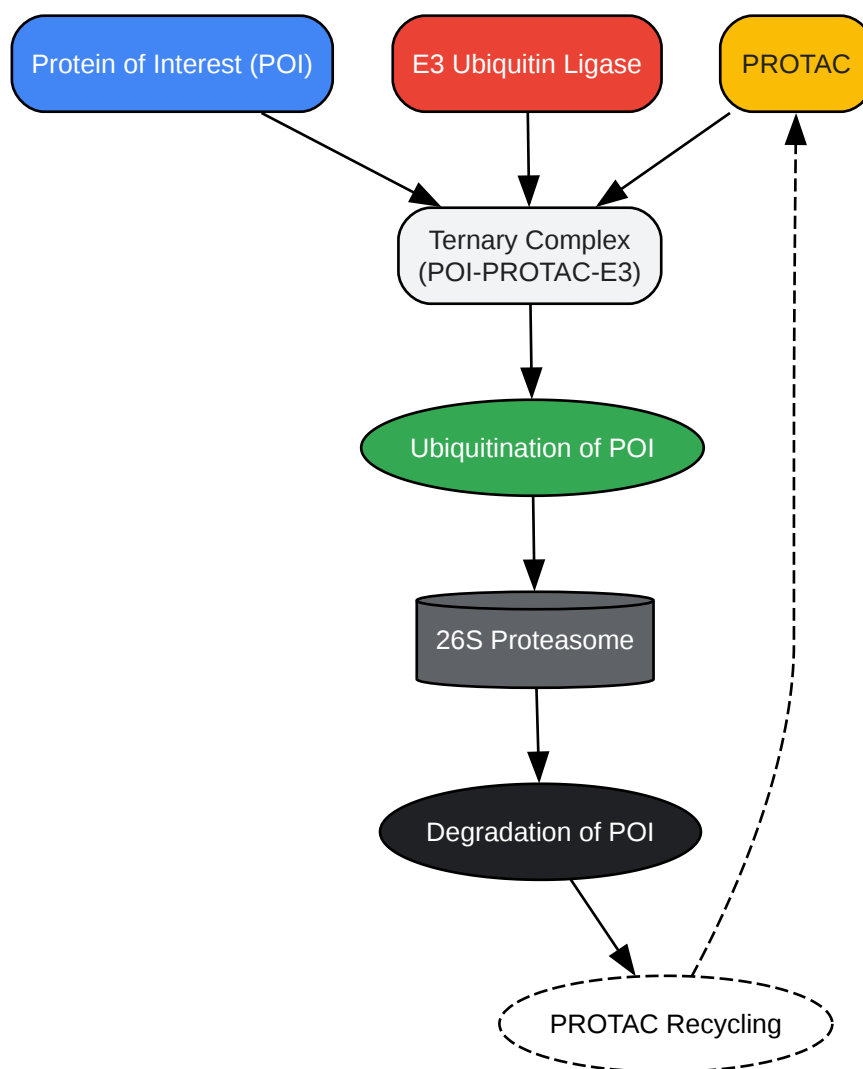 Protein of Interest (POI)
E3 Ubiquitin Ligase
PROTAC
Ternary Complex
(POI-PROTAC-E3)
Ubiquitination of POI
26S Proteasome
Degradation of POI
PROTAC Recycling